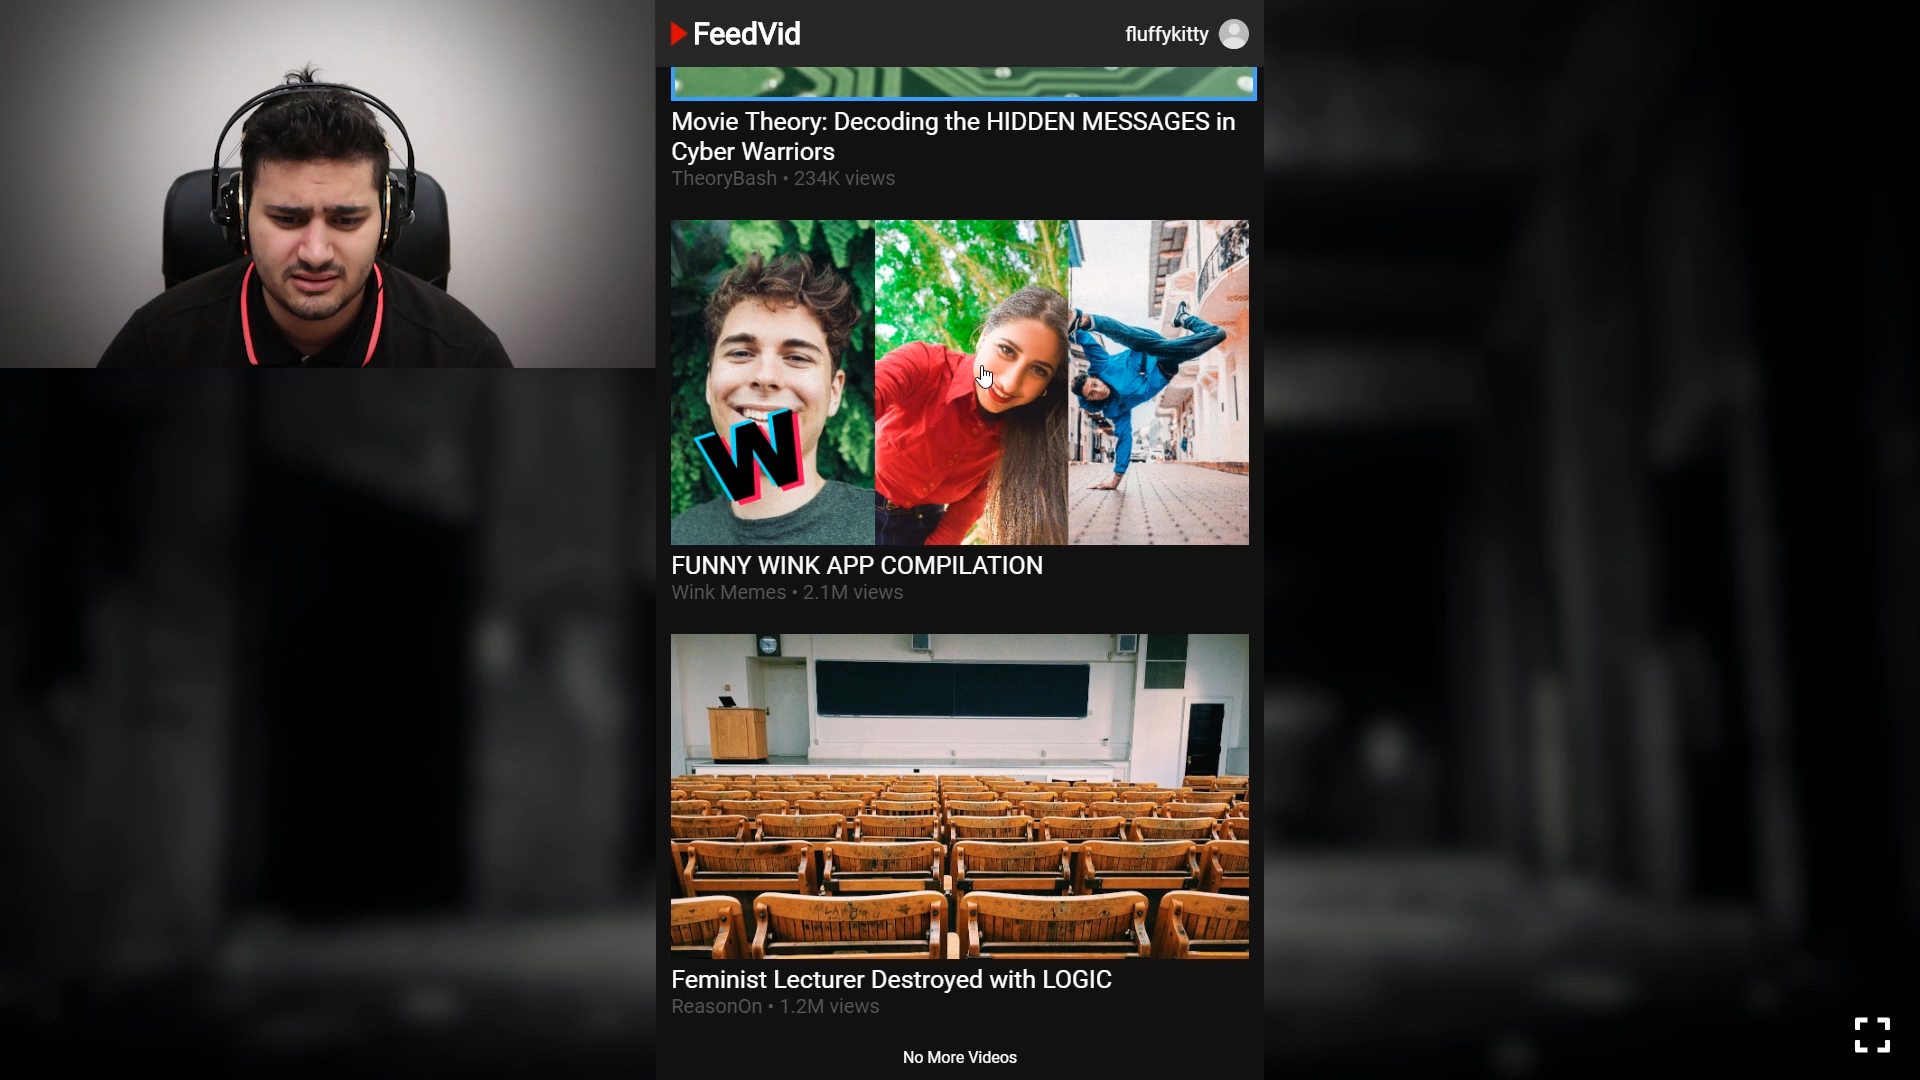 FeedVid
fluffykitty
Movie Theory: Decoding the HIDDEN MESSAGES in
Cyber Warriors
TheoryBash • 234K views
W
FUNNY WINK APP COMPILATION
Wink Memes • 2.1M views
Feminist Lecturer Destroyed with LOGIC
ReasonOn • 1.2M views
No More Videos